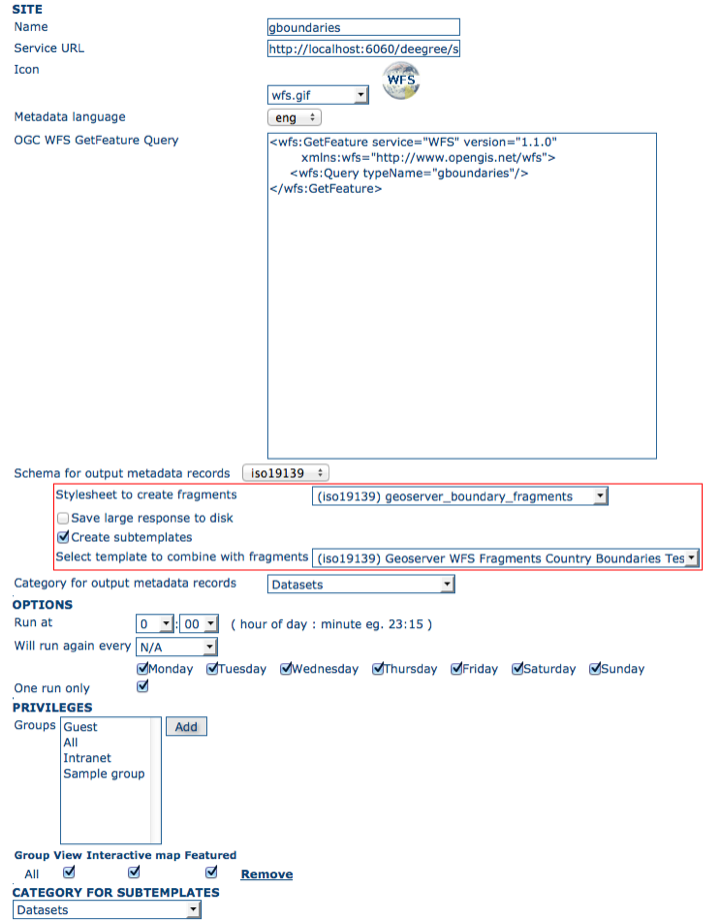 SITE
Name gboundaries
Service URL http://localhost:6060/deegree/s
Icon
wfs.gif WFS
Metadata language eng
OGC WFS GetFeature Query
<wfs:GetFeature service="WFS" version="1.1.0"
xmlns:wfs="http://www.opengis.net/wfs">
<wfs:Query typeName="gboundaries"/>
</wfs:GetFeature>
Schema for output metadata records iso19139
Stylesheet to create fragments (iso19139) geoserver_boundary_fragments
Save large response to disk
Create subtemplates
Select template to combine with fragments (iso19139) Geoserver WFS Fragments Country Boundaries Tes
Category for output metadata records Datasets
OPTIONS
Run at 0 : 00 ( hour of day : minute eg. 23:15 )
Will run again every N/A
Monday Tuesday Wednesday Thursday Friday Saturday Sunday
One run only
PRIVILEGES
Groups Guest Add
All
Intranet
Sample group
Group View Interactive map Featured
All Remove
CATEGORY FOR SUBTEMPLATES
Datasets